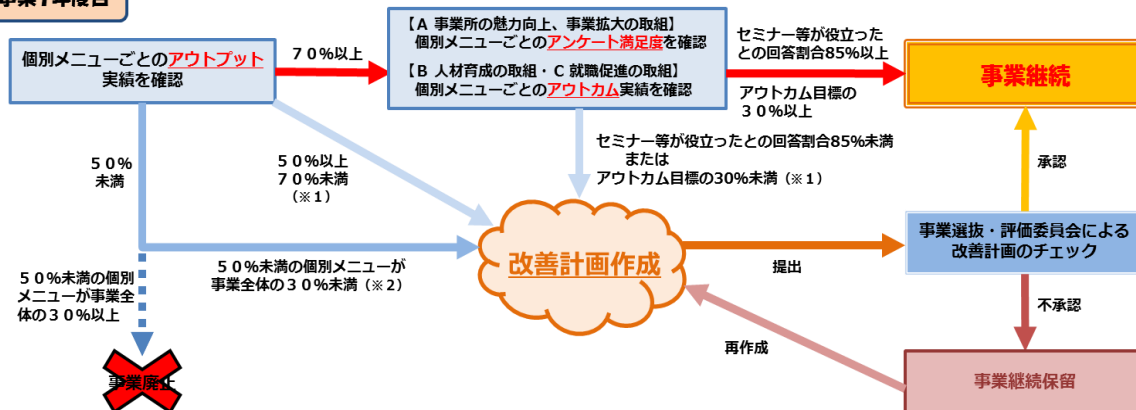 個別メニューごとのアウトプット
実績を確認
７０％以上
【A 事業所の魅力向上、事業拡大の取組】
個別メニューごとのアンケート満足度を確認
【B 人材育成の取組・C 就職促進の取組】
個別メニューごとのアウトカム実績を確認
セミナー等が役立った
との回答割合85%以上
アウトカム目標の
３０％以上
事業継続
５０％
未満
５０％以上
７０％未満
（※１）
セミナー等が役立ったとの回答割合85%未満
または
アウトカム目標の30%未満（※１）
承認
事業選抜・評価委員会による
改善計画のチェック
改善計画作成
提出
５０％未満の個別
メニューが事業全
体の３０％以上
５０％未満の個別メニューが
事業全体の３０％未満（※２）
不承認
再作成
事業廃止
事業継続保留